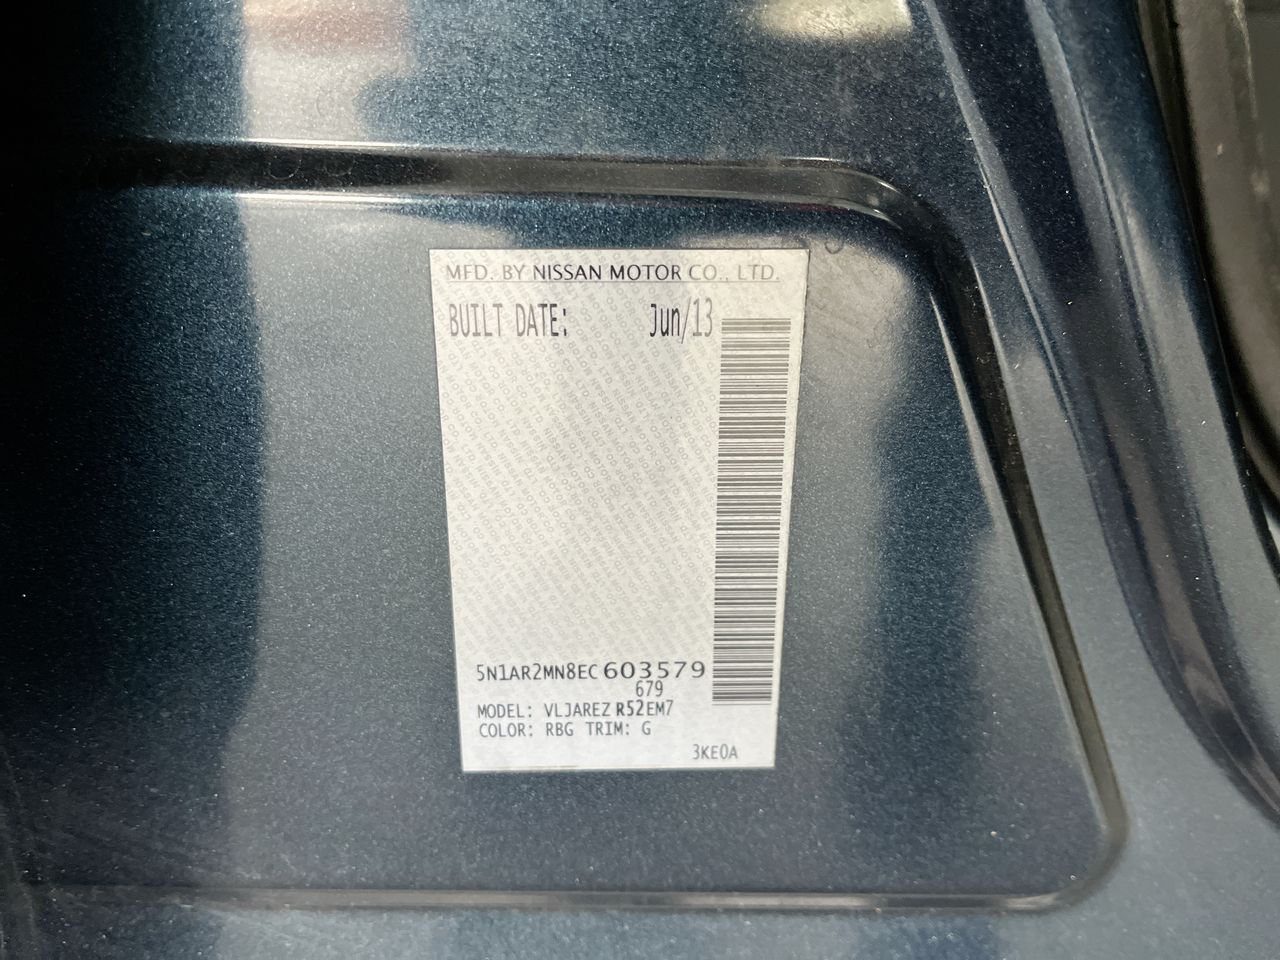 MFD. BY NISSAN MOTOR CO., LTD.
BUILT DATE: Jun/13
5N1AR2MN8EC603579
679
MODEL: VLJAREZ R52EM7
COLOR: RBG TRIM: G
3KE0A